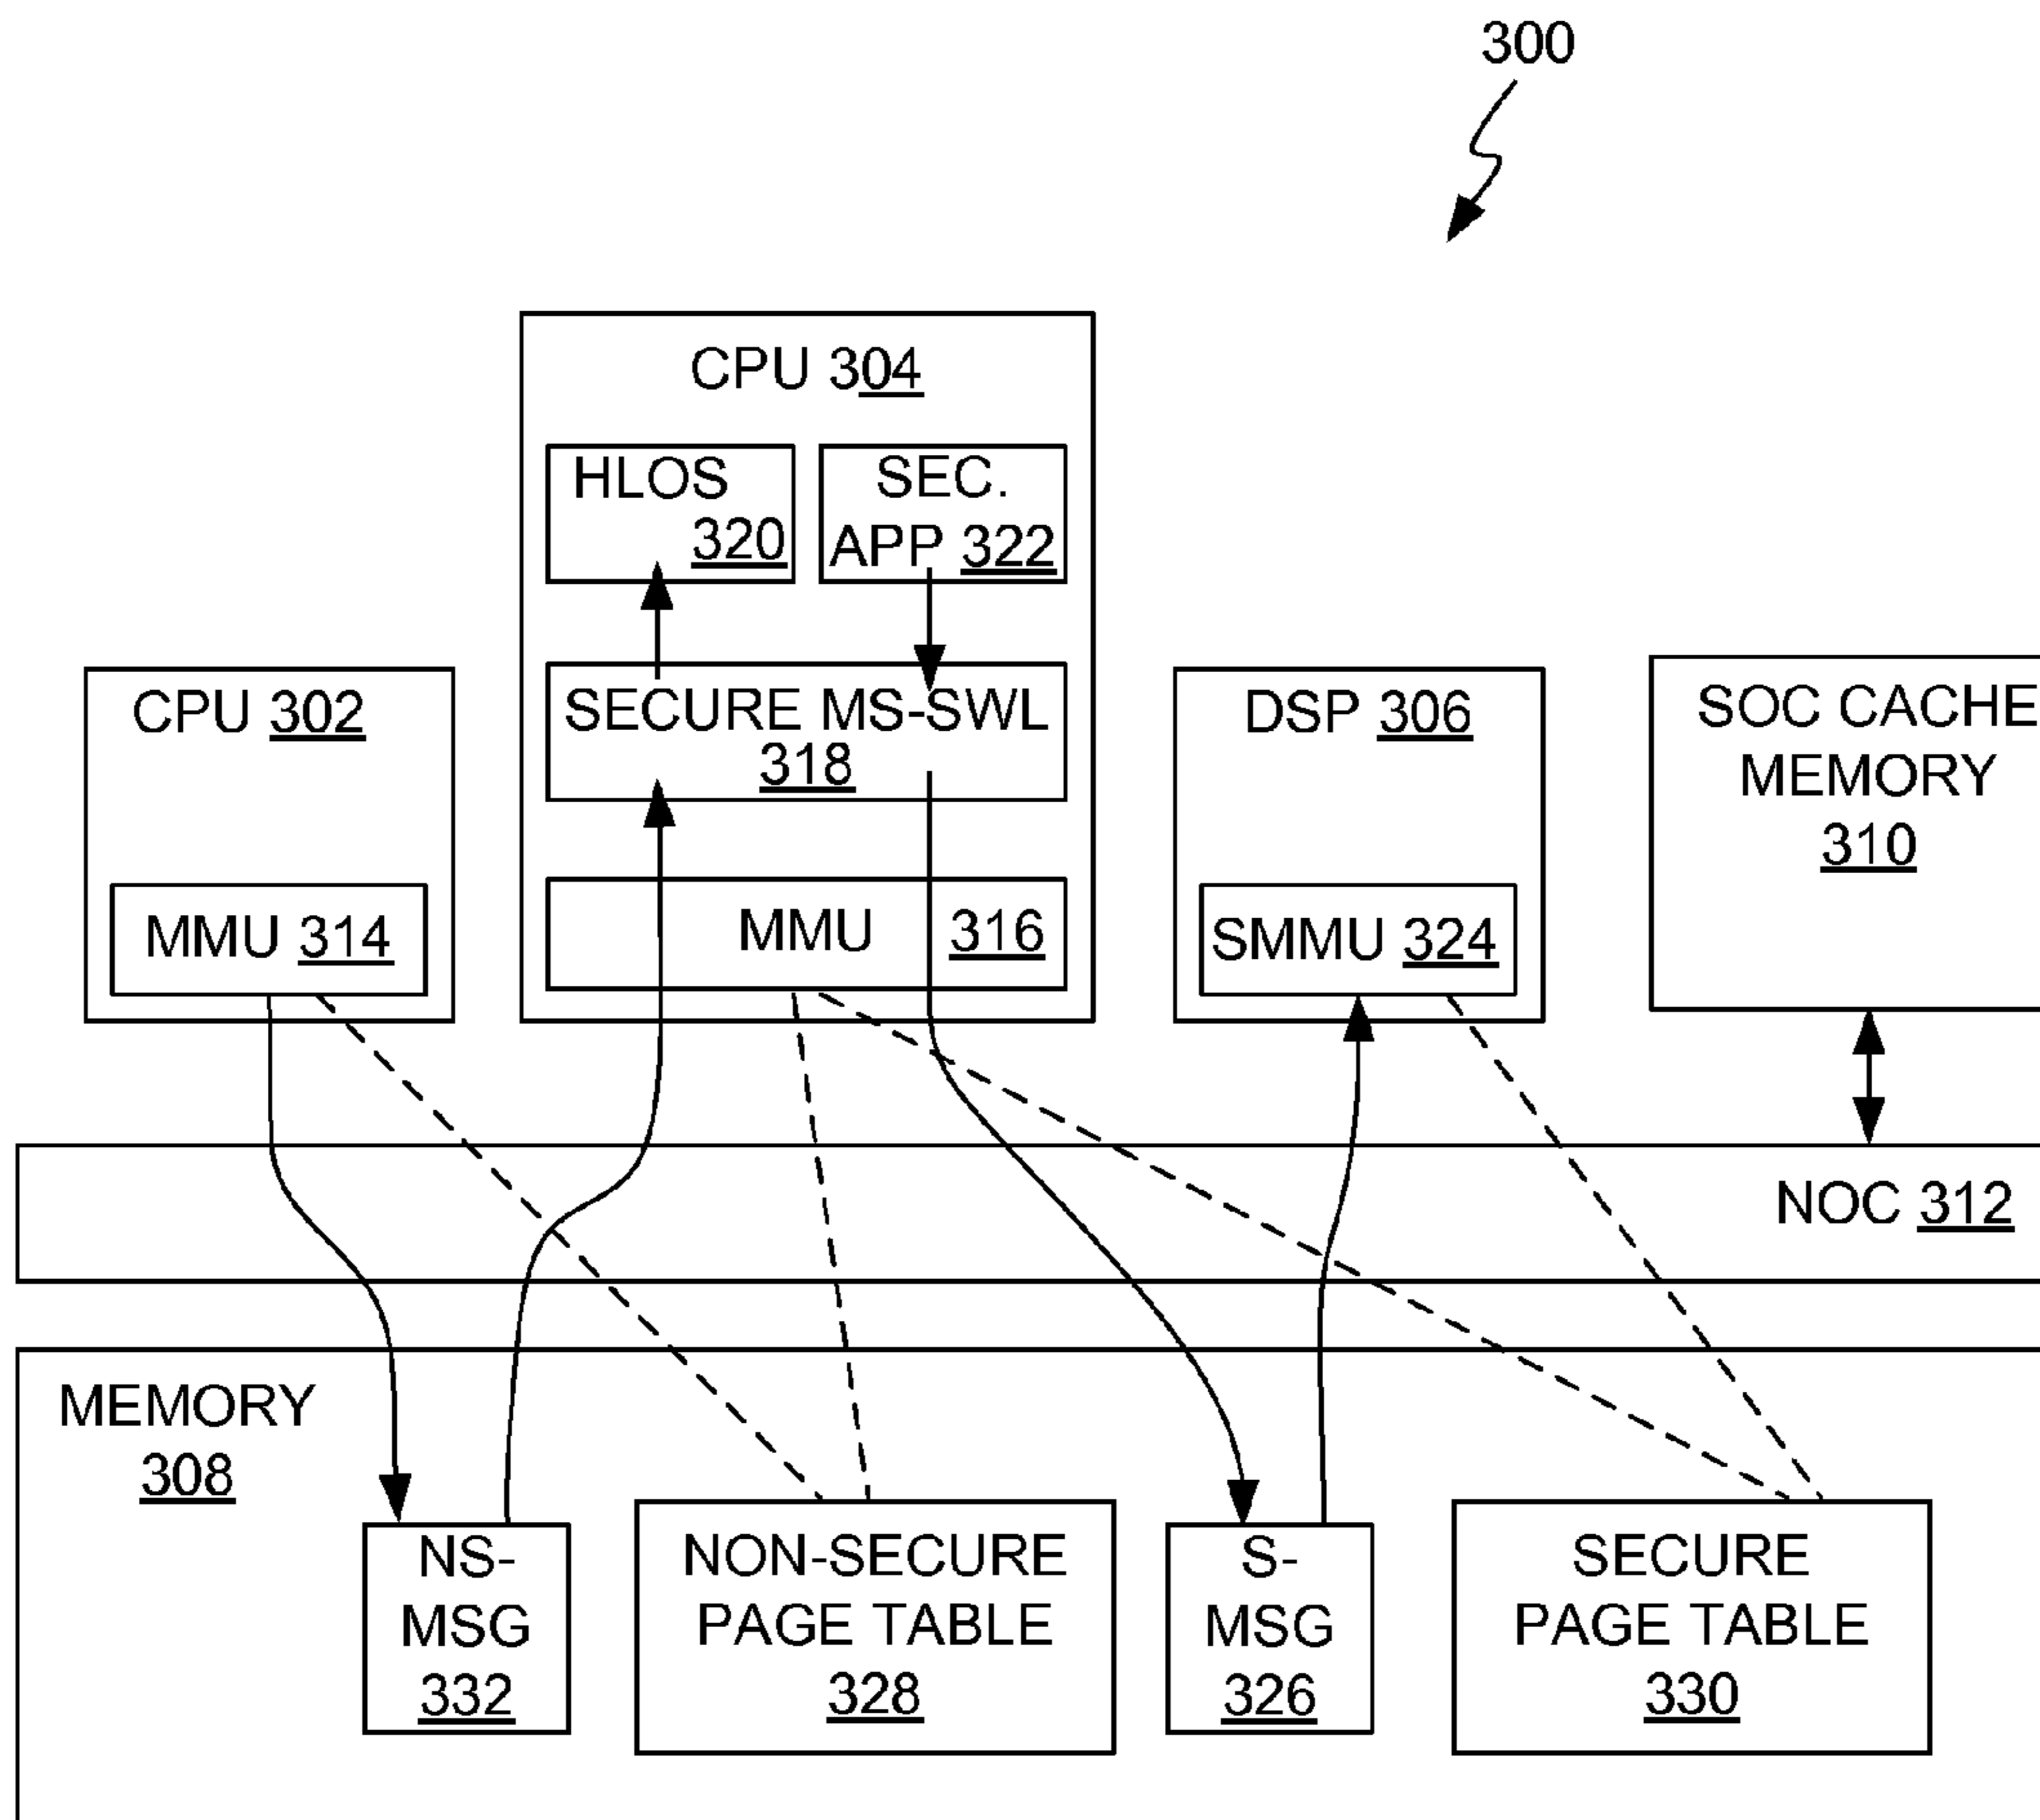 300
CPU 304
HLOS
320
SEC.
APP 322
CPU 302
SECURE MS-SWL
318
DSP 306
SOC CACHE
MEMORY
310
MMU 314
MMU 316
SMMU 324
NOC 312
MEMORY
308
NS-
MSG
332
NON-SECURE
PAGE TABLE
328
S-
MSG
326
SECURE
PAGE TABLE
330